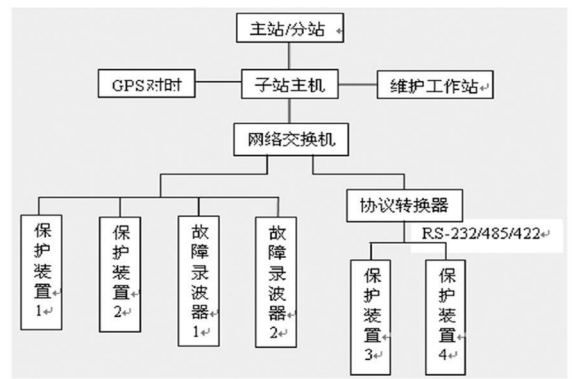 主站/分站
GPS对时
子站主机
维护工作站
网络交换机
协议转换器
RS-232/485/422
保护装置1
保护装置2
故障录波器1
故障录波器2
保护装置3
保护装置4